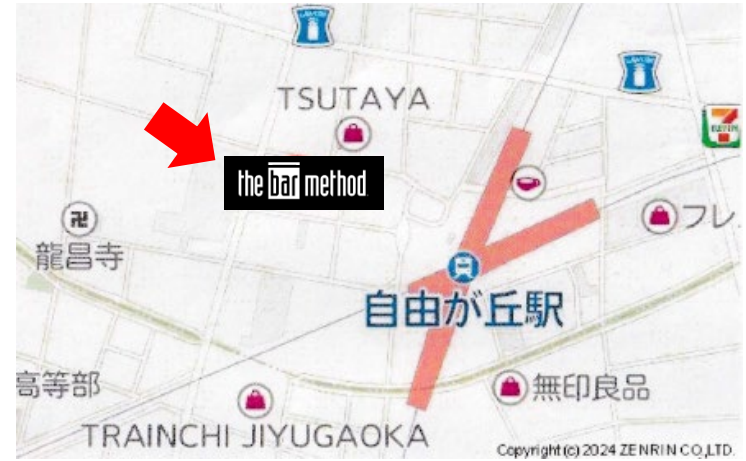 LAWSON
TSUTAYA
the bar method
龍昌寺
フレ
自由が丘駅
高等部
無印良品
TRAINCHI JIYUGAOKA
Copyright (c) 2024 ZENRIN CO.,LTD.